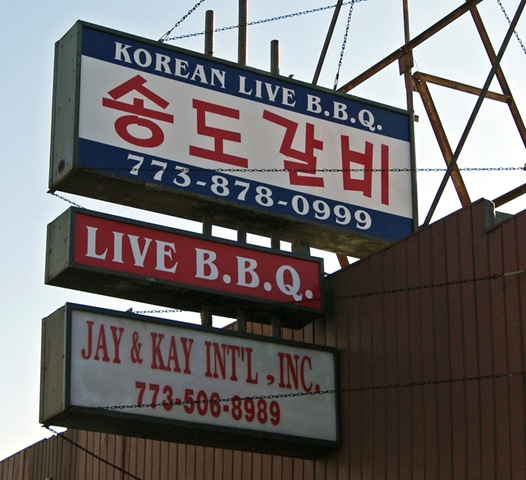 KOREAN LIVE B.B.Q.
송도갈비
773-878-0999
LIVE B.B.Q.
JAY & KAY INT'L, INC.
773-506-8989